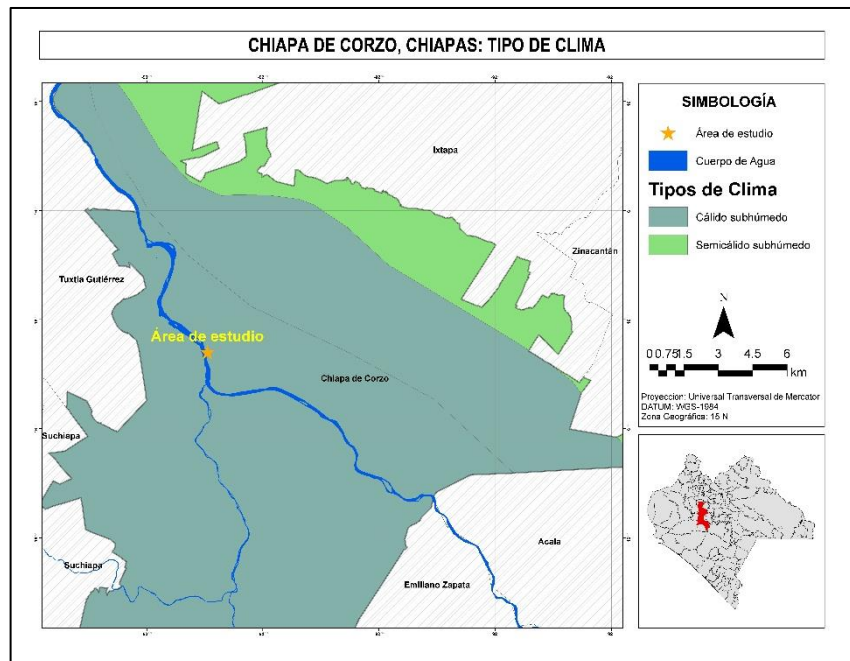 CHIAPA DE CORZO, CHIAPAS: TIPO DE CLIMA
Ixtapa
Zinacantán
Tuxtla Gutiérrez
Área de estudio
Chiapa de Corzo
Suchiapa
Suchiapa
Acala
Emiliano Zapata
SIMBOLOGÍA
Área de estudio
Cuerpo de Agua
Tipos de Clima
Cálido subhúmedo
Semicálido subhúmedo
N
0 0.75 1.5 3 4.5 6
km
Proyeccion: Universal Transversal de Mercator
DATUM: WGS-1984
Zona Geográfica: 15 N